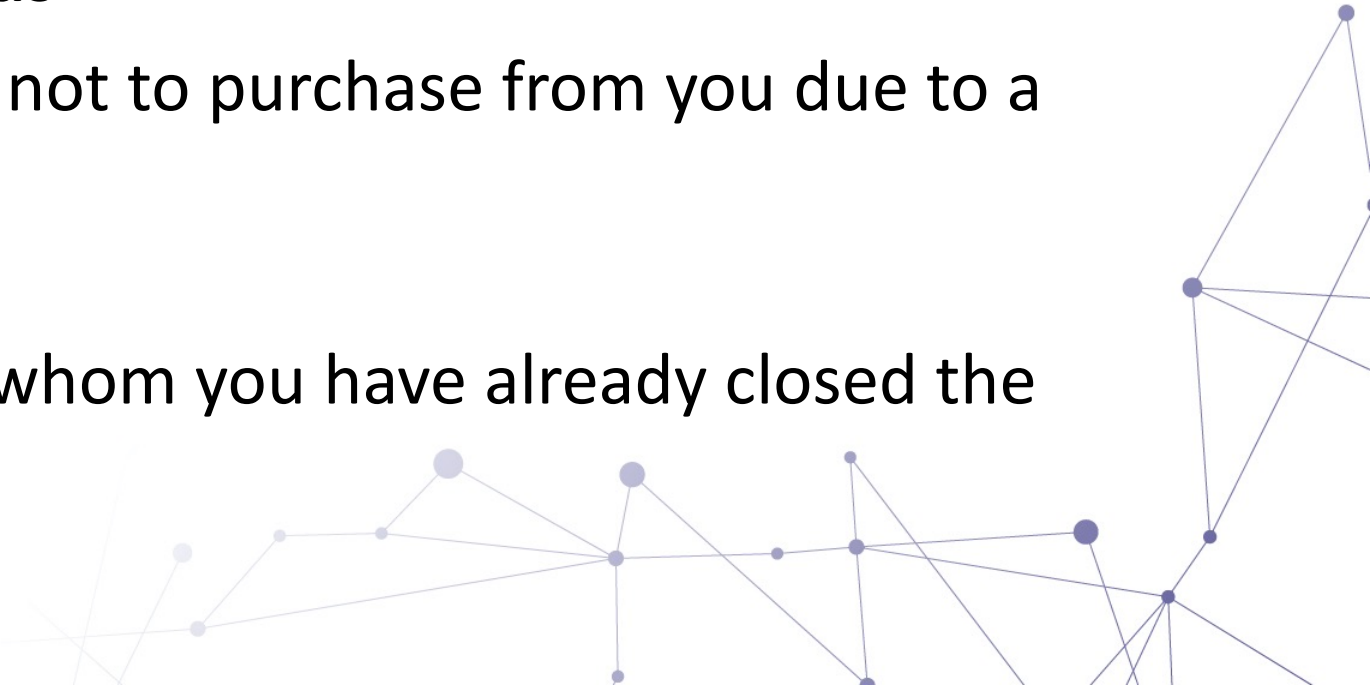 not to purchase from you due to a
whom you have already closed the